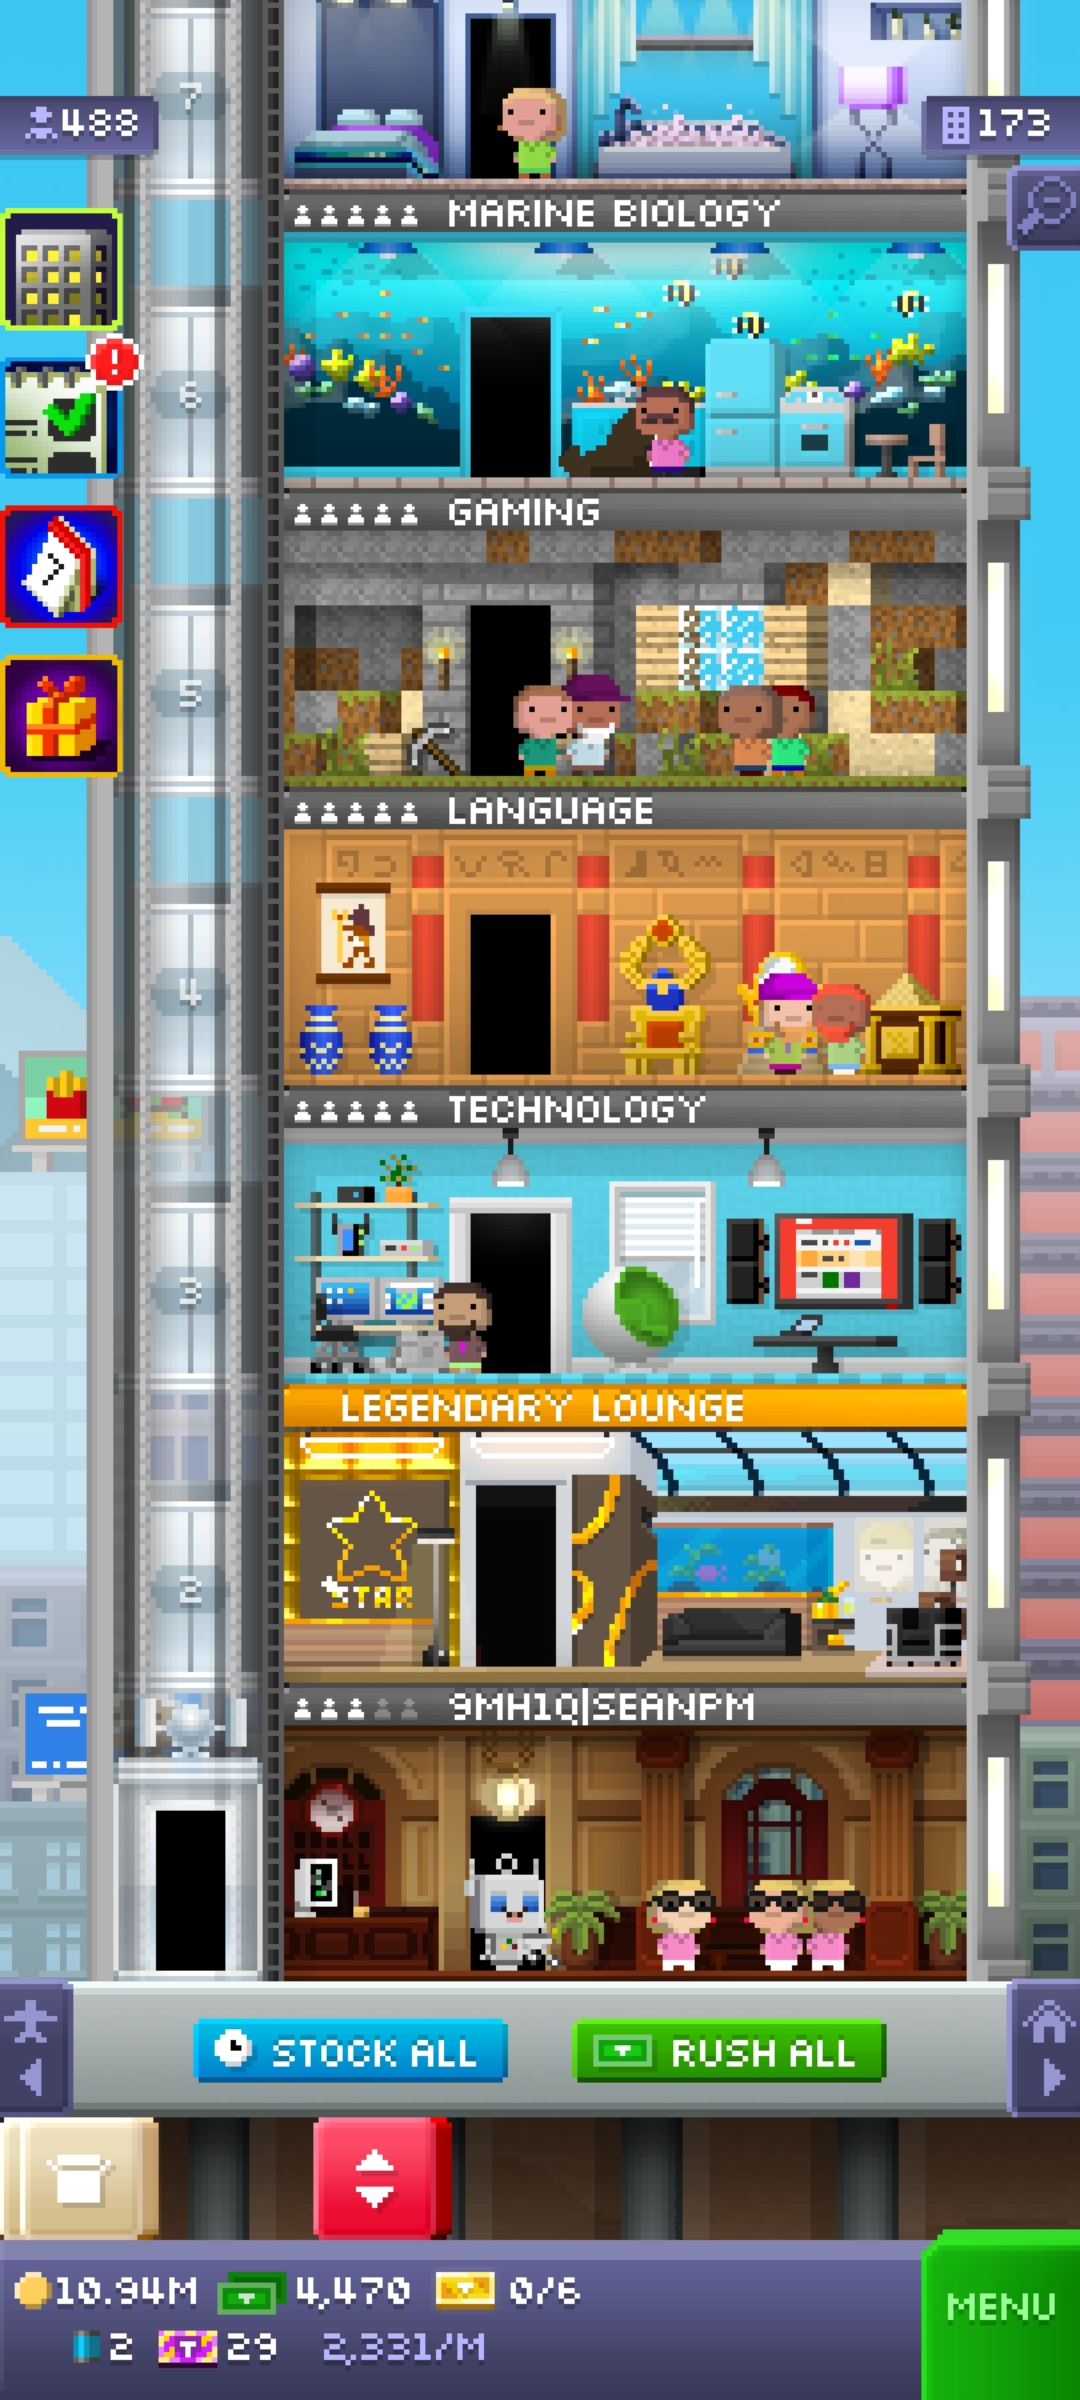 7
488
173
MARINE BIOLOGY
6
GAMING
5
LANGUAGE
4
TECHNOLOGY
3
LEGENDARY LOUNGE
STAR
2
9MH1Q|SEANPM
STOCK ALL
RUSH ALL
10.94M 4,470 0/6
2 29 2,331/M
MENU